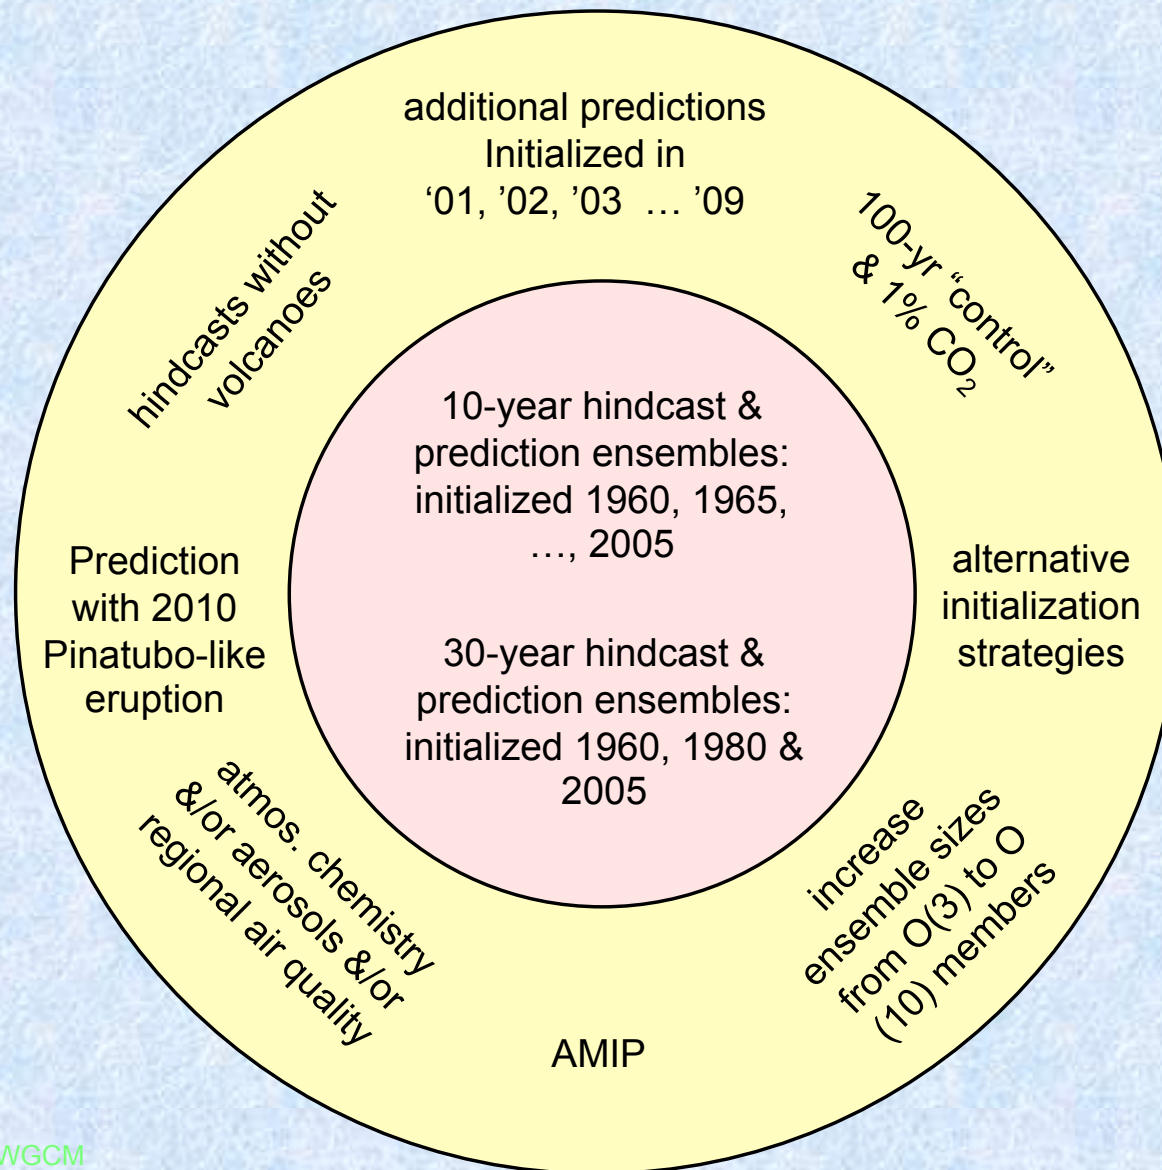 additional predictions
Initialized in
‘01, ’02, ’03 … ’09
hindcasts without
volcanoes
100-yr “control”
& 1% CO₂
10-year hindcast &
prediction ensembles:
initialized 1960, 1965,
…, 2005
30-year hindcast &
prediction ensembles:
initialized 1960, 1980 &
2005
Prediction
with 2010
Pinatubo-like
eruption
alternative
initialization
strategies
atmos. chemistry
&/or aerosols &/or
regional air quality
increase
ensemble sizes
from O(3) to O
(10) members
AMIP
WGCM